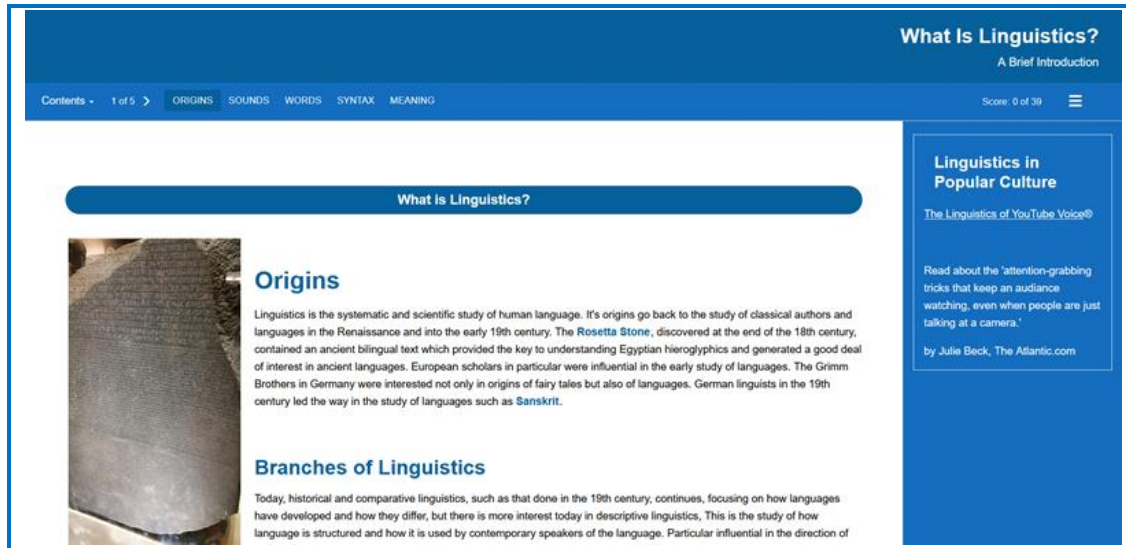 What Is Linguistics?
A Brief Introduction
Contents 1 of 5 ORIGINS SOUNDS WORDS SYNTAX MEANING Score: 0 of 39
What is Linguistics?
Origins
Linguistics is the systematic and scientific study of human language. It's origins go back to the study of classical authors and
languages in the Renaissance and into the early 19th century. The Rosetta Stone, discovered at the end of the 18th century,
contained an ancient bilingual text which provided the key to understanding Egyptian hieroglyphics and generated a good deal
of interest in ancient languages. European scholars in particular were influential in the early study of languages. The Grimm
Brothers in Germany were interested not only in origins of fairy tales but also of languages. German linguists in the 19th
century led the way in the study of languages such as Sanskrit.
Branches of Linguistics
Today, historical and comparative linguistics, such as that done in the 19th century, continues, focusing on how languages
have developed and how they differ, but there is more interest today in descriptive linguistics, This is the study of how
language is structured and how it is used by contemporary speakers of the language. Particular influential in the direction of
Linguistics in
Popular Culture
The Linguistics of YouTube Voice®
Read about the 'attention-grabbing
tricks that keep an audience
watching, even when people are just
talking at a camera.'
by Julie Beck, The Atlantic.com